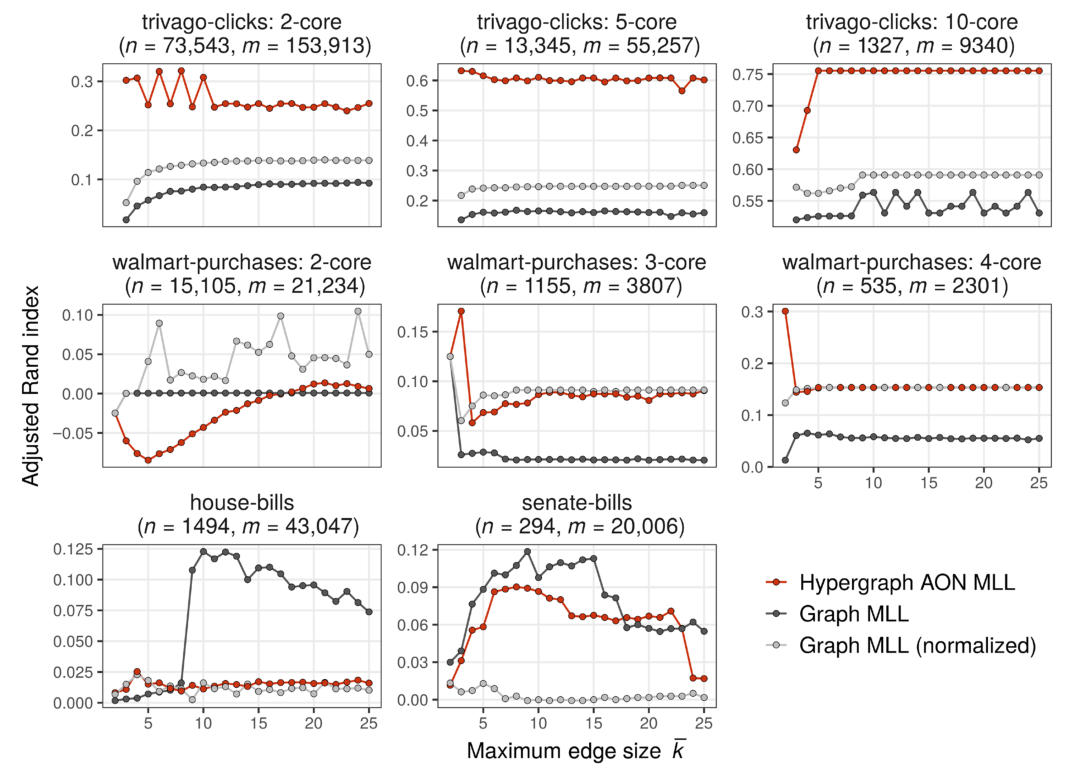 trivago-clicks: 2-core
(n = 73,543, m = 153,913)
trivago-clicks: 5-core
(n = 13,345, m = 55,257)
trivago-clicks: 10-core
(n = 1327, m = 9340)
0.3
0.2
0.1
0.6
0.5
0.4
0.3
0.2
0.75
0.70
0.65
0.60
0.55
walmart-purchases: 2-core
(n = 15,105, m = 21,234)
walmart-purchases: 3-core
(n = 1155, m = 3807)
walmart-purchases: 4-core
(n = 535, m = 2301)
Adjusted Rand index
0.10
0.05
0.00
−0.05
0.15
0.10
0.05
0.3
0.2
0.1
0.0
5 10 15 20 25
house-bills
(n = 1494, m = 43,047)
senate-bills
(n = 294, m = 20,006)
0.125
0.100
0.075
0.050
0.025
0.000
5 10 15 20 25
0.12
0.09
0.06
0.03
0.00
5 10 15 20 25
Hypergraph AON MLL
Graph MLL
Graph MLL (normalized)
Maximum edge size k̄